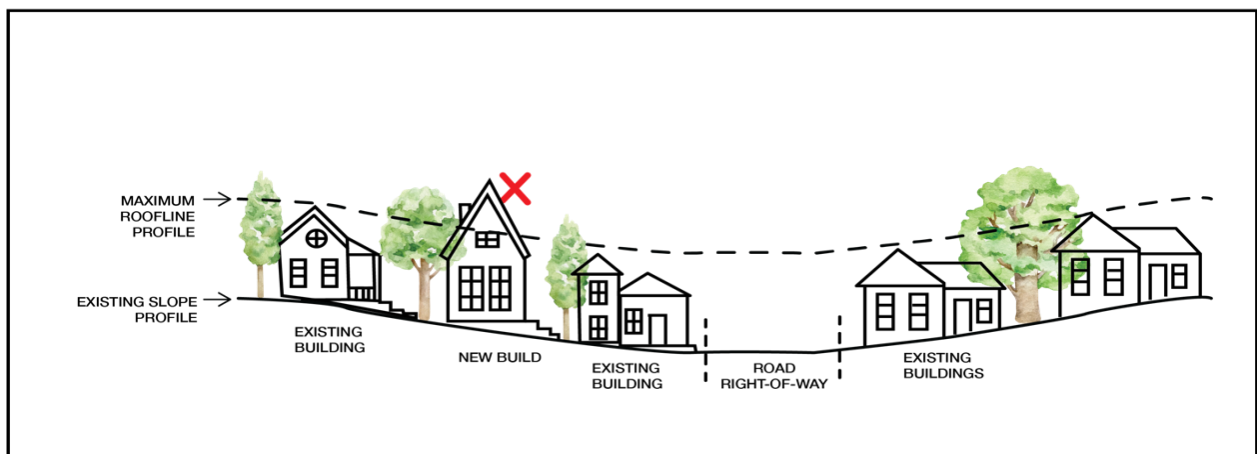 MAXIMUM
ROOFLINE
PROFILE
EXISTING SLOPE
PROFILE
EXISTING
BUILDING
NEW BUILD
EXISTING
BUILDING
ROAD
RIGHT-OF-WAY
EXISTING
BUILDINGS